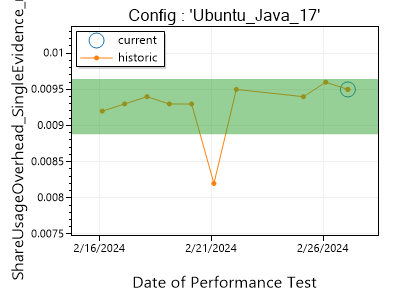 Config : 'Ubuntu_Java_17'
current
historic
0.01
0.0095
0.009
0.0085
0.008
0.0075
2/16/2024
2/21/2024
2/26/2024
Date of Performance Test
ShareUsageOverhead_SingleEvidence_